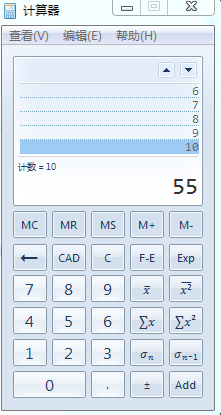 计算器
查看(V) 编辑(E) 帮助(H)
6
7
8
9
10
计数 = 10
55
MC MR MS M+ M-
← CAD C F-E Exp
7 8 9 x̅ x̅²
4 5 6 ∑x ∑x²
1 2 3 σₙ σₙ₋₁
0 . ± Add